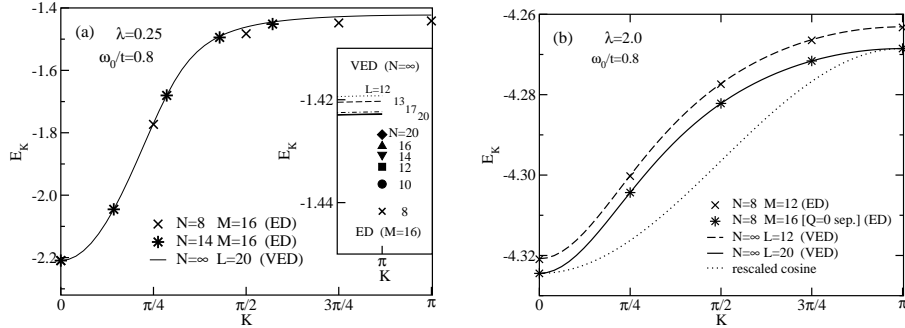 (a)
λ=0.25
ω₀/t=0.8
-1.4
-1.6
-1.8
-2.0
-2.2
E_K
0
π/4
π/2
3π/4
π
K
N=8 M=16 (ED)
N=14 M=16 (ED)
N=∞ L=20 (VED)
VED (N=∞)
L=12
13
17
20
-1.42
-1.44
E_K
N=20
16
14
12
10
8
ED (M=16)
π
K
(b)
λ=2.0
ω₀/t=0.8
-4.26
-4.28
-4.30
-4.32
E_K
0
π/4
π/2
3π/4
π
K
N=8 M=12 (ED)
N=8 M=16 [Q=0 sep.] (ED)
N=∞ L=12 (VED)
N=∞ L=20 (VED)
rescaled cosine